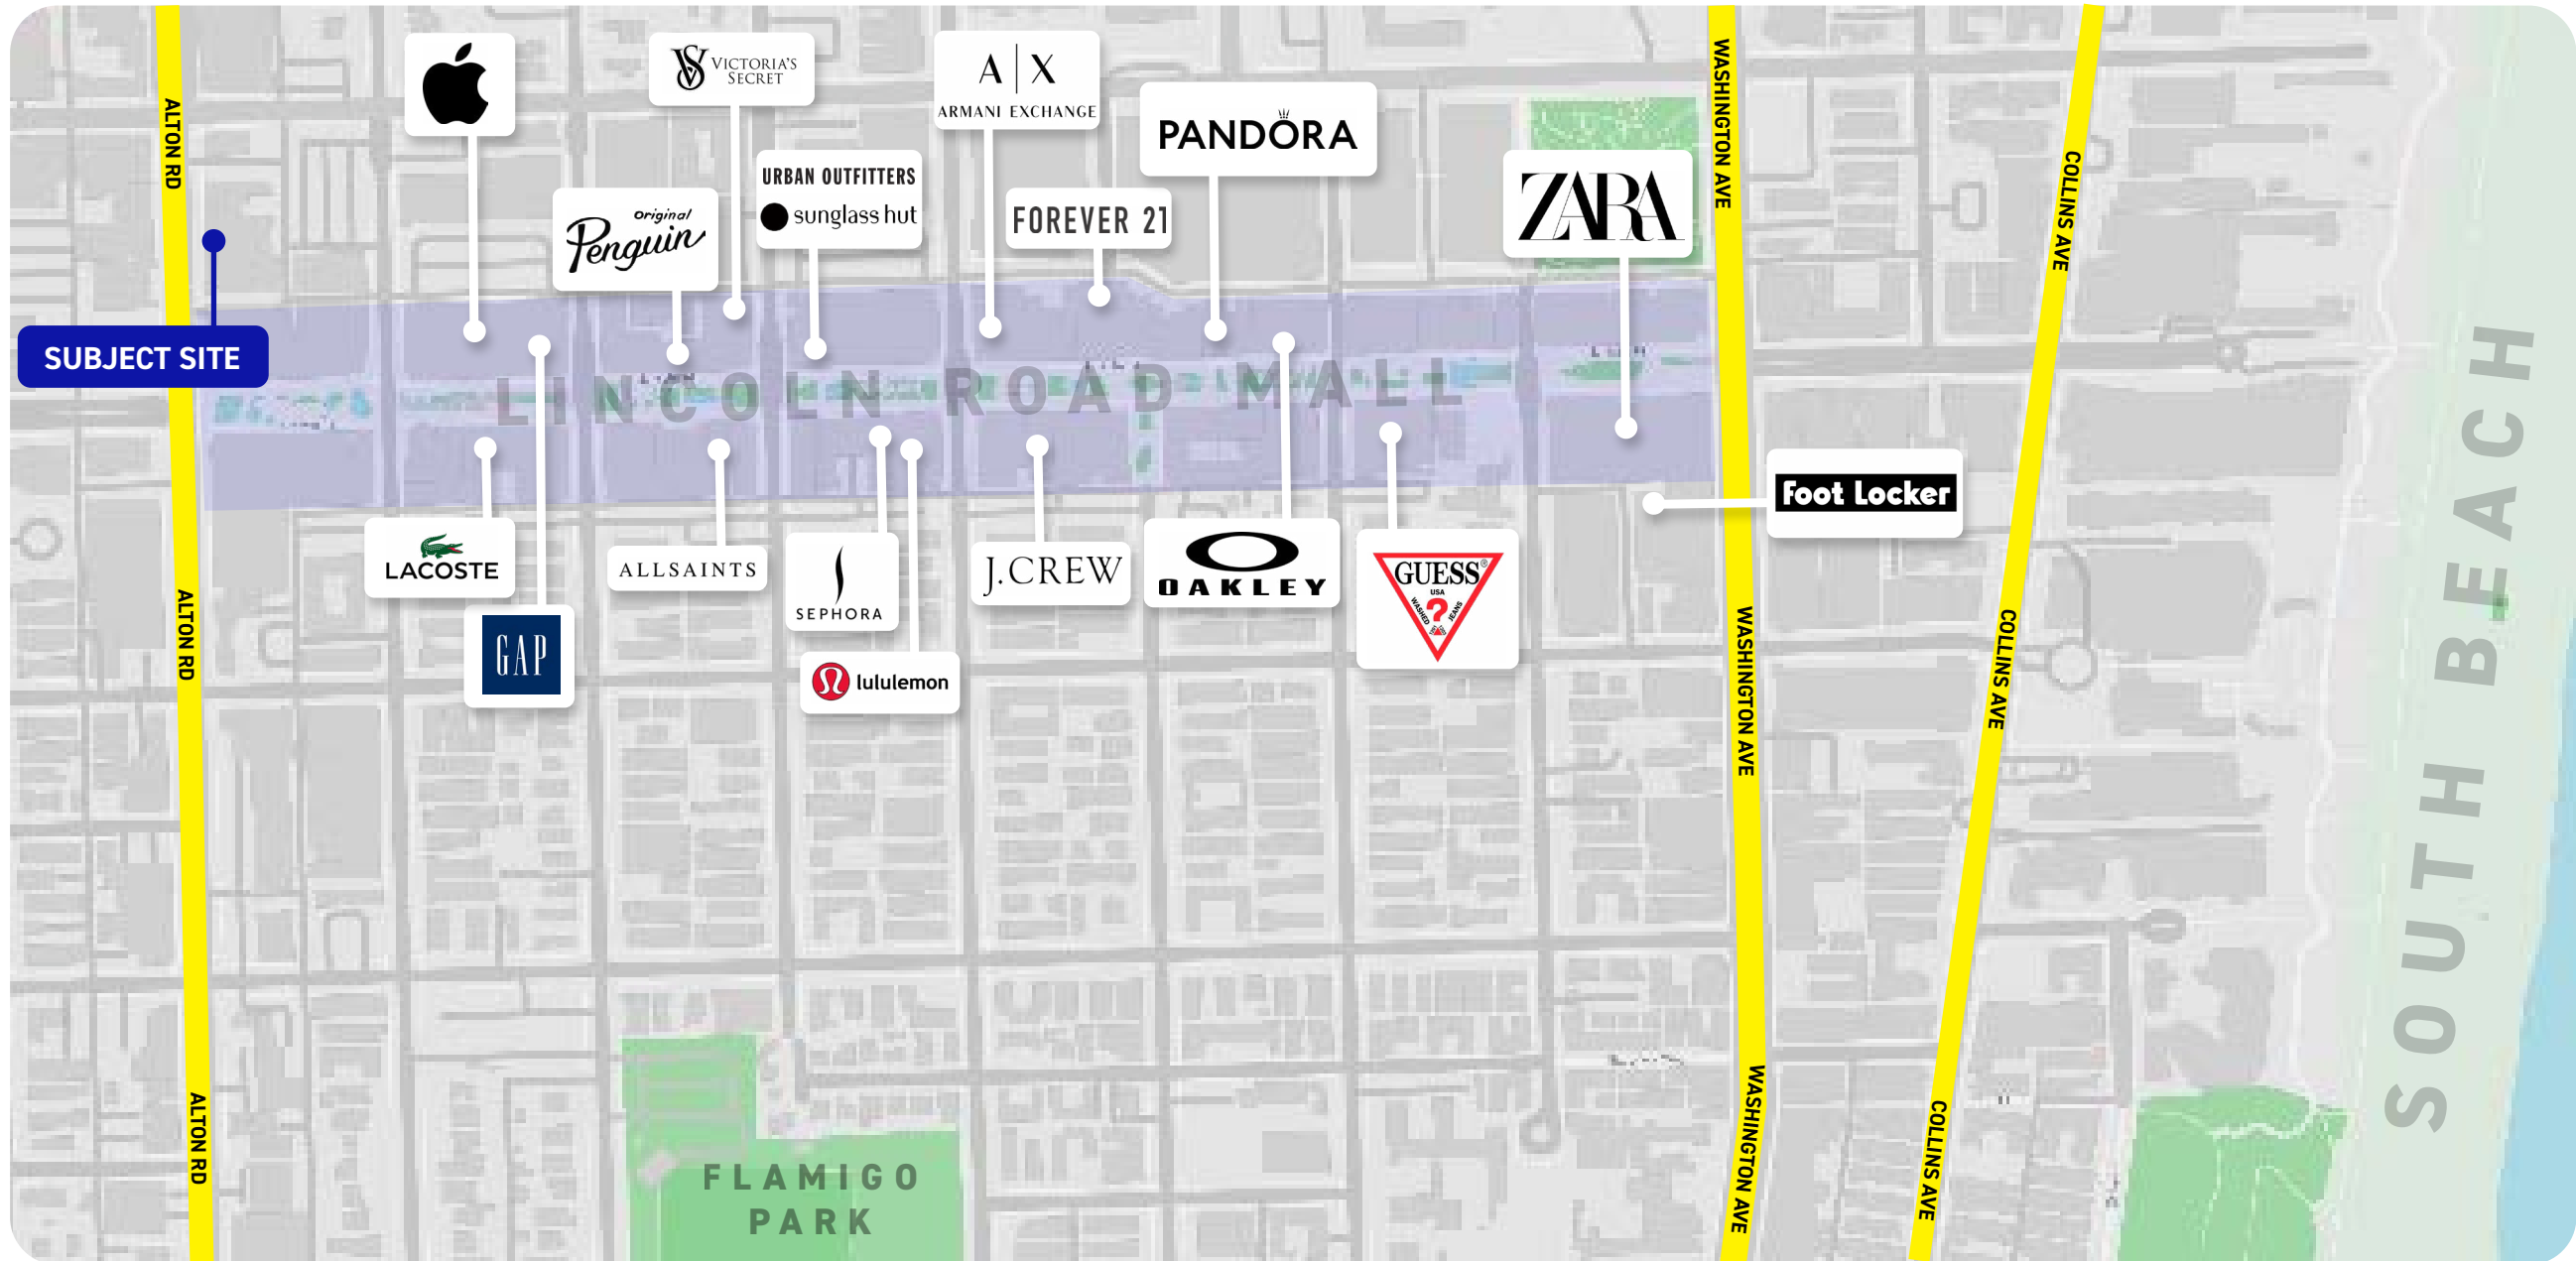 ALTON RD
VICTORIA'S
SECRET
A|X
ARMANI EXCHANGE
PANDORA
WASHINGTON AVE
COLLINS AVE
URBAN OUTFITTERS
sunglass hut
Original
Penguin
FOREVER 21
ZARA
SUBJECT SITE
LINCOLN ROAD MALL
SOUTH BEACH
Foot Locker
LACOSTE
ALLSAINTS
SEPHORA
J.CREW
OAKLEY
GUESS®
USA
WASHED
?
JEANS
GAP
lululemon
ALTON RD
WASHINGTON AVE
COLLINS AVE
ALTON RD
WASHINGTON AVE
COLLINS AVE
FLAMIGO
PARK